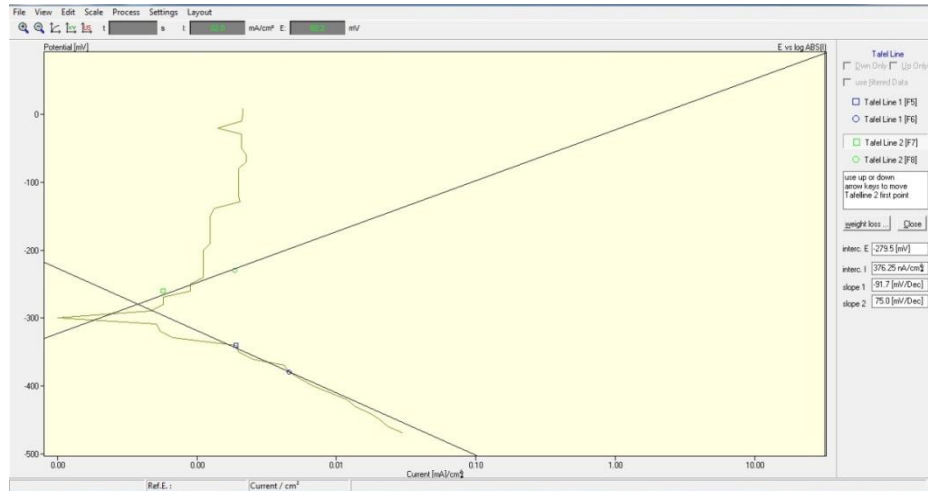 File View Edit Scale Process Settings Layout
t s I: mA/cm² E: mV
Potential [mV]
E vs log ABS(I)
0
-100
-200
-300
-400
-500
0.00 0.00 0.01 0.10 1.00 10.00
Current [mA]/cm²
Ref.E. : Current / cm²
Tafel Line
Dwn Only Up Only
use filtered Data
Tafel Line 1 [F5]
Tafel Line 1 [F6]
Tafel Line 2 [F7]
Tafel Line 2 [F8]
use up or down
arrow keys to move
Tafelline 2 first point
weight loss ... Close
interc. E -279.5 [mV]
interc. I 376.25 nA/cm²
slope 1 -91.7 [mV/Dec]
slope 2 75.0 [mV/Dec]